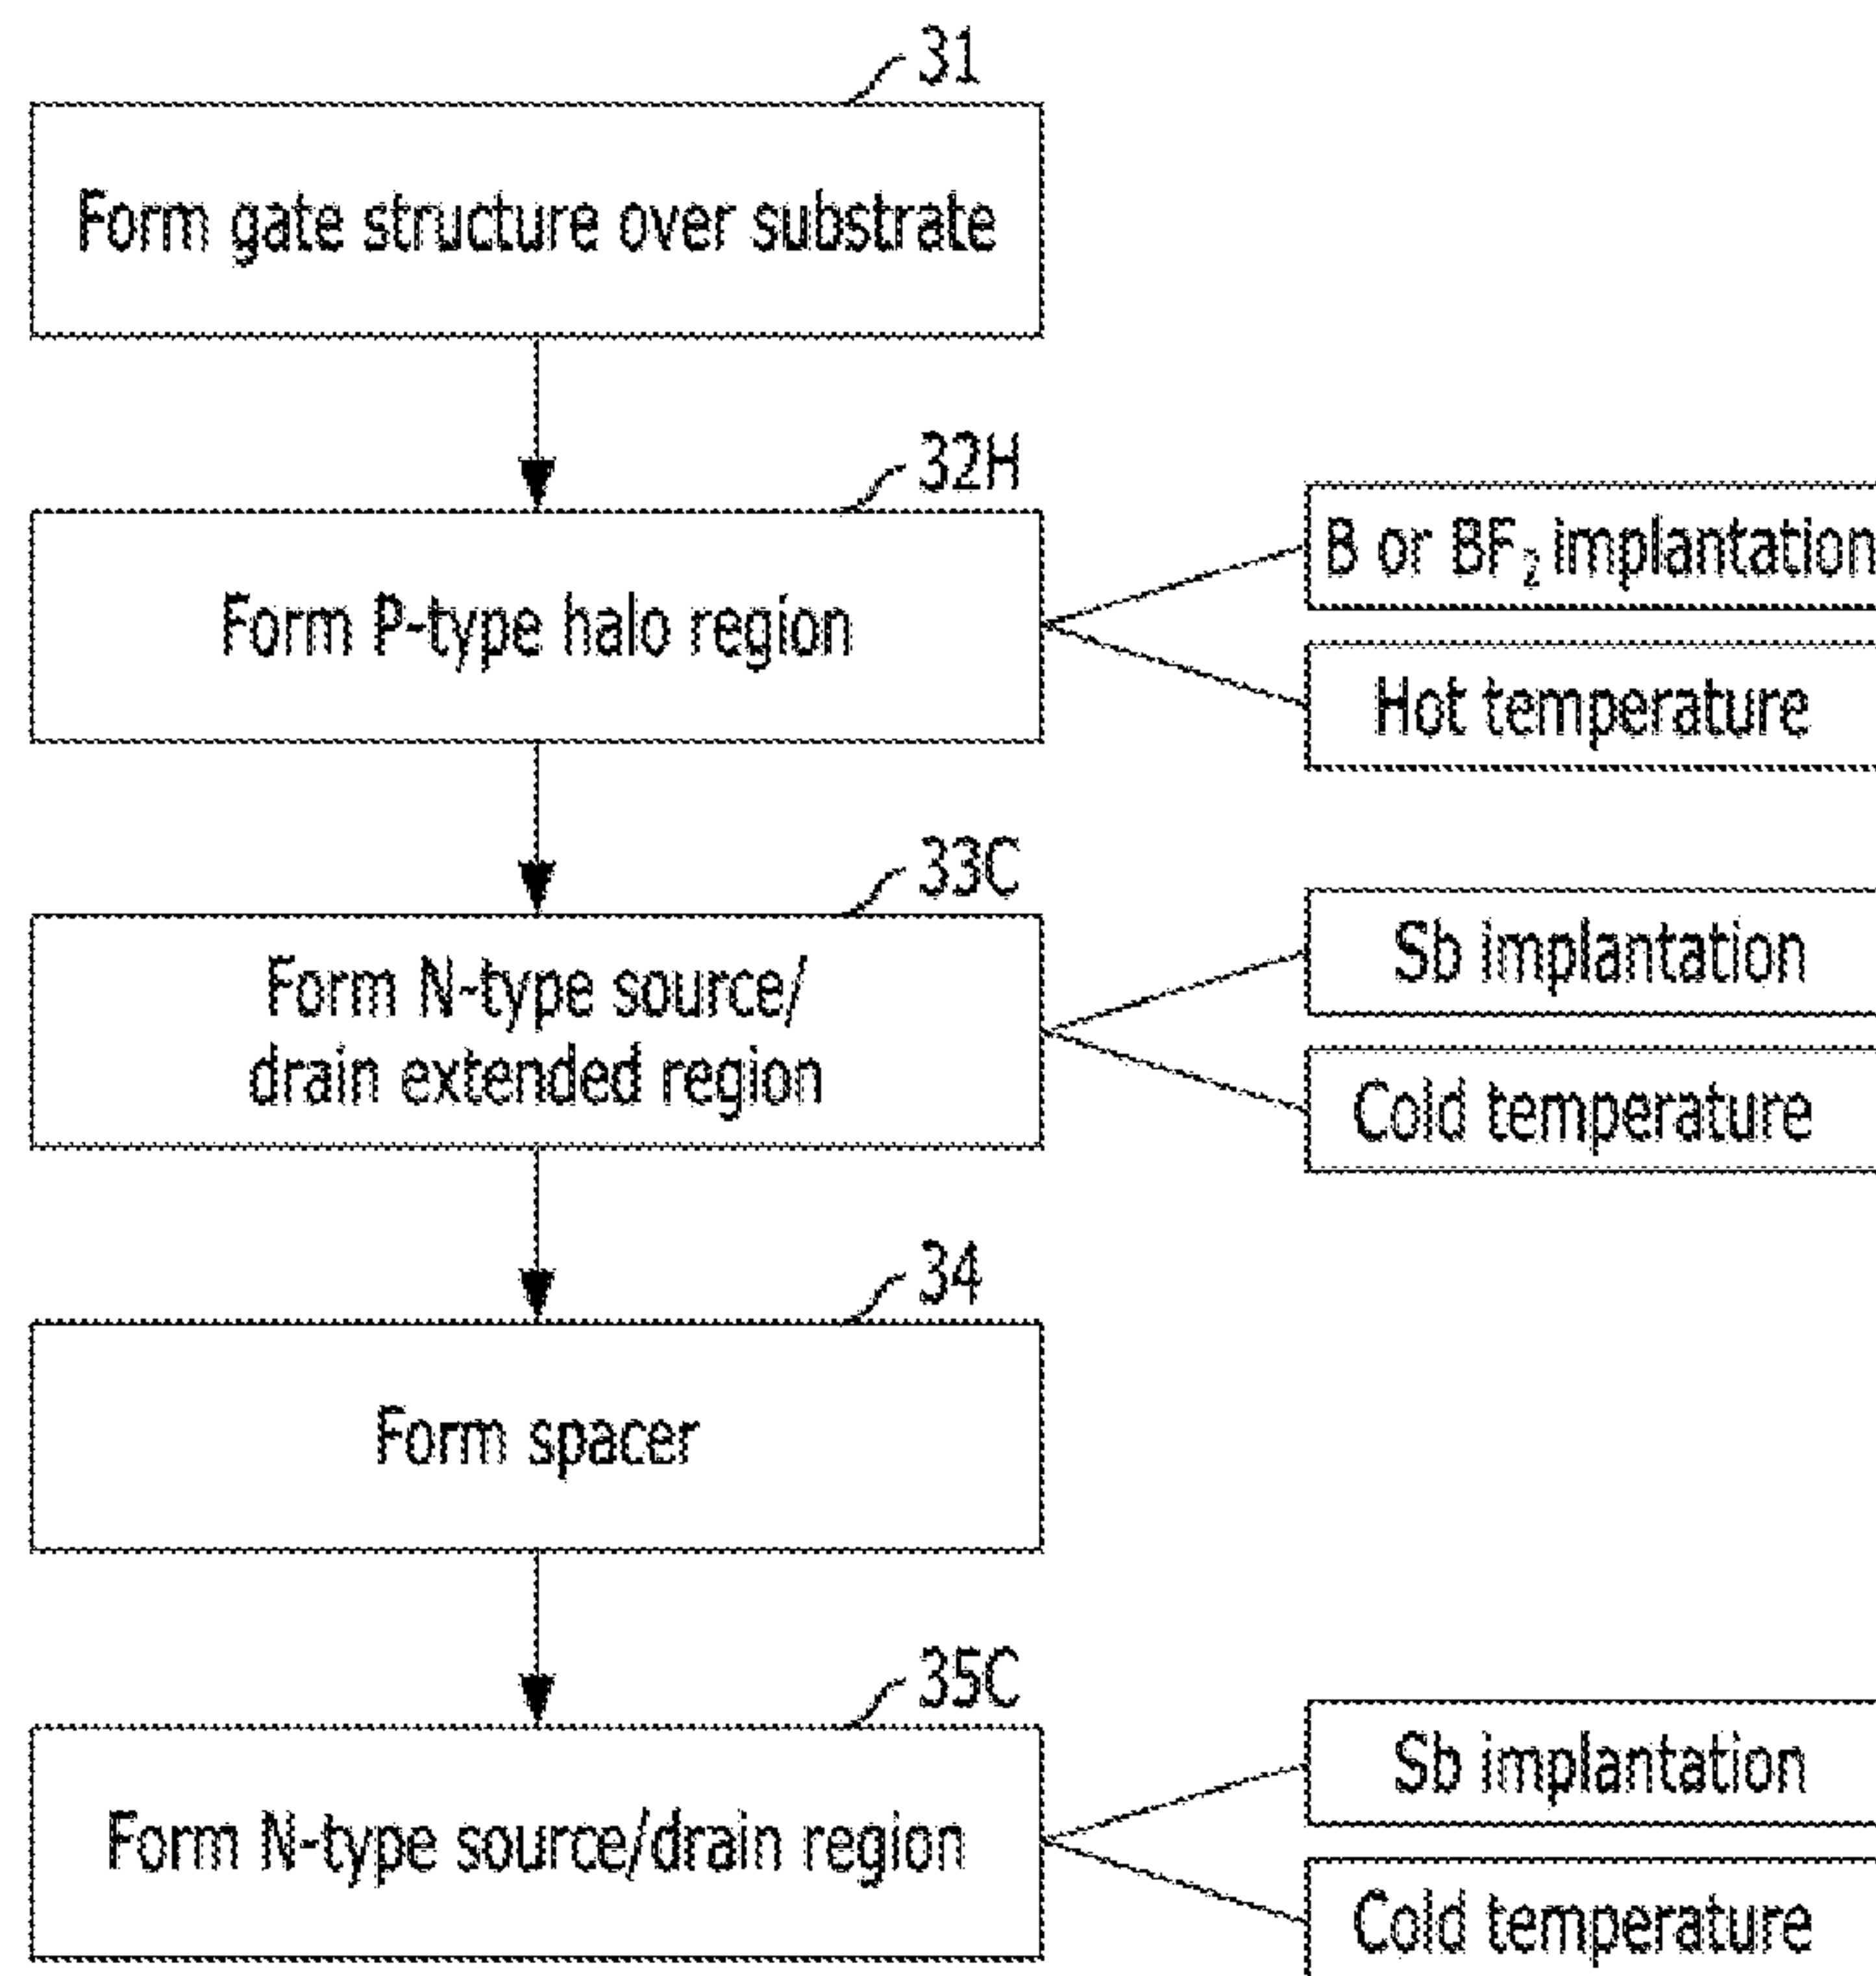 31
Form gate structure over substrate
32H
Form P-type halo region
B or BF₂ implantation
Hot temperature
33C
Form N-type source/
drain extended region
Sb implantation
Cold temperature
34
Form spacer
35C
Form N-type source/drain region
Sb implantation
Cold temperature